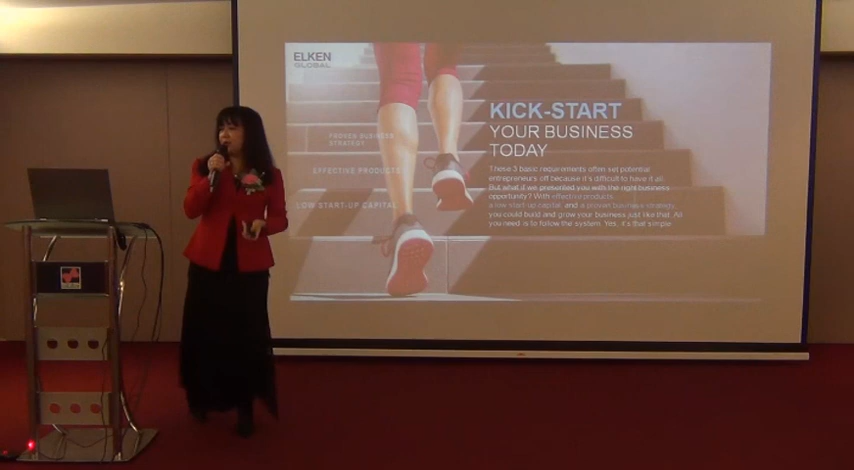 ELKEN
GLOBAL
KICK-START
YOUR BUSINESS
TODAY
PROVEN BUSINESS
STRATEGY
EFFECTIVE PRODUCTS
LOW START-UP CAPITAL
These 3 basic requirements often set potential
entrepreneurs off because it's difficult to have it all.
But what if we presented you with the right business
opportunity? With effective products,
a low start-up capital, and a proven business strategy,
you could build and grow your business just like that. All
you need is to follow the system. Yes, it's that simple.